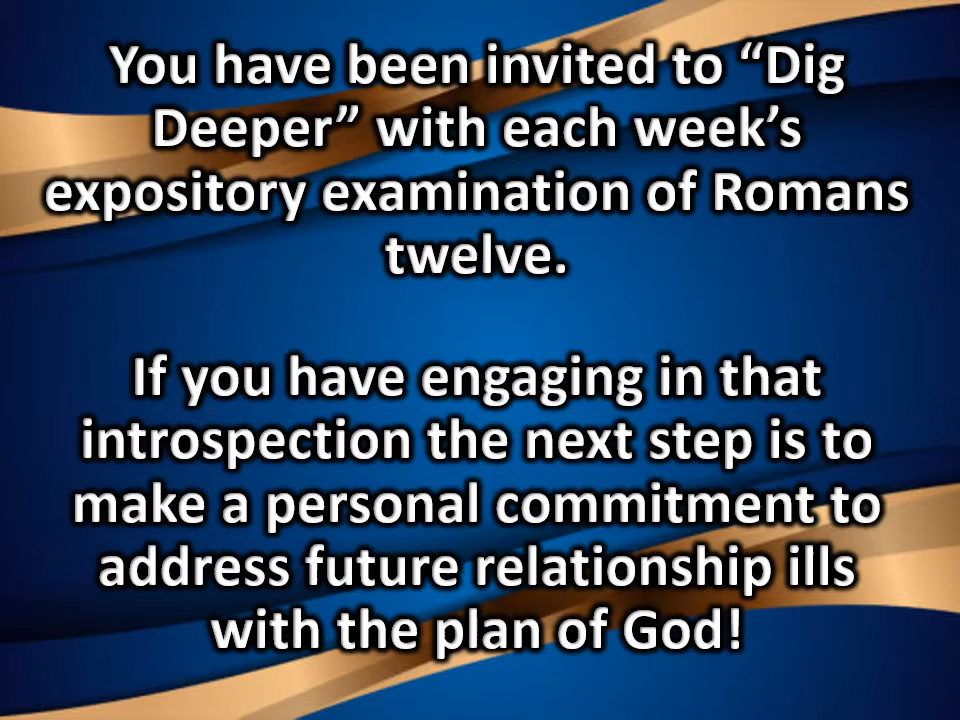 You have been invited to “Dig
Deeper” with each week’s
expository examination of Romans
twelve.
If you have engaging in that
introspection the next step is to
make a personal commitment to
address future relationship ills
with the plan of God!